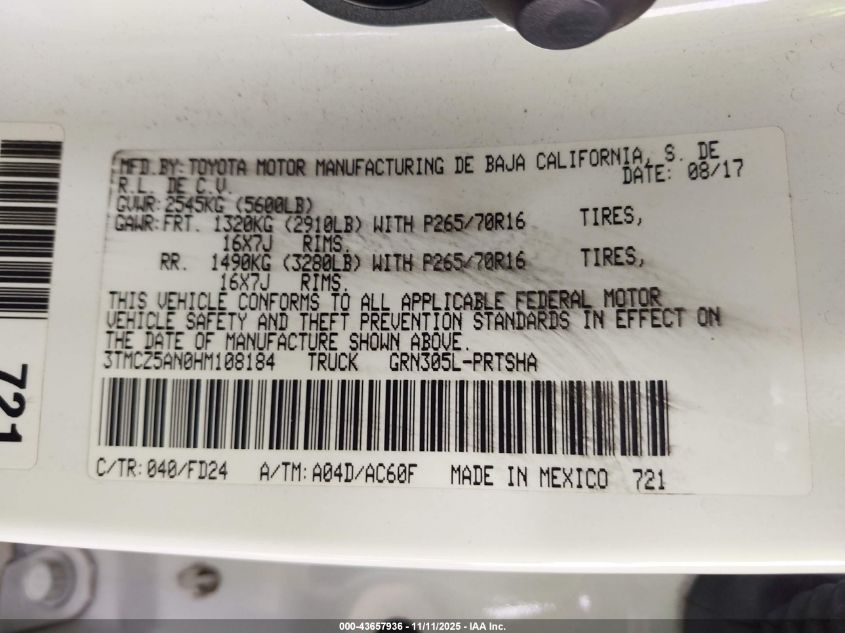 MFD.BY:TOYOTA MOTOR MANUFACTURING DE BAJA CALIFORNIA, S. DE
R.L. DE C.V. DATE: 08/17
GVWR:2545KG (5600LB)
GAWR:FRT. 1320KG (2910LB) WITH P265/70R16 TIRES,
16X7J RIMS.
RR. 1490KG (3280LB) WITH P265/70R16 TIRES,
16X7J RIMS.
THIS VEHICLE CONFORMS TO ALL APPLICABLE FEDERAL MOTOR
VEHICLE SAFETY AND THEFT PREVENTION STANDARDS IN EFFECT ON
THE DATE OF MANUFACTURE SHOWN ABOVE.
3TMCZ5AN0HM108184 TRUCK GRN305L-PRTSHA
C/TR:040/FD24 A/TM:A04D/AC60F MADE IN MEXICO 721
721
000-43657936 - 11/11/2025 - IAA Inc.